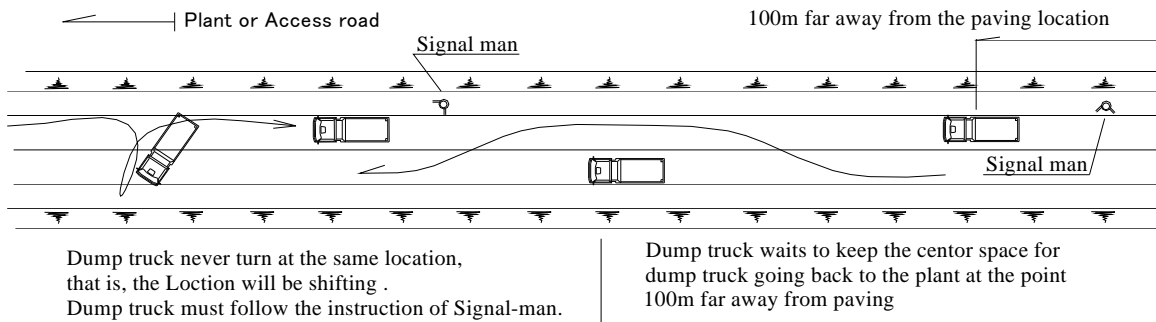 Plant or Access road
100m far away from the paving location
Signal man
Signal man
Dump truck never turn at the same location,
that is, the Loction will be shifting .
Dump truck must follow the instruction of Signal-man.
Dump truck waits to keep the centor space for
dump truck going back to the plant at the point
100m far away from paving